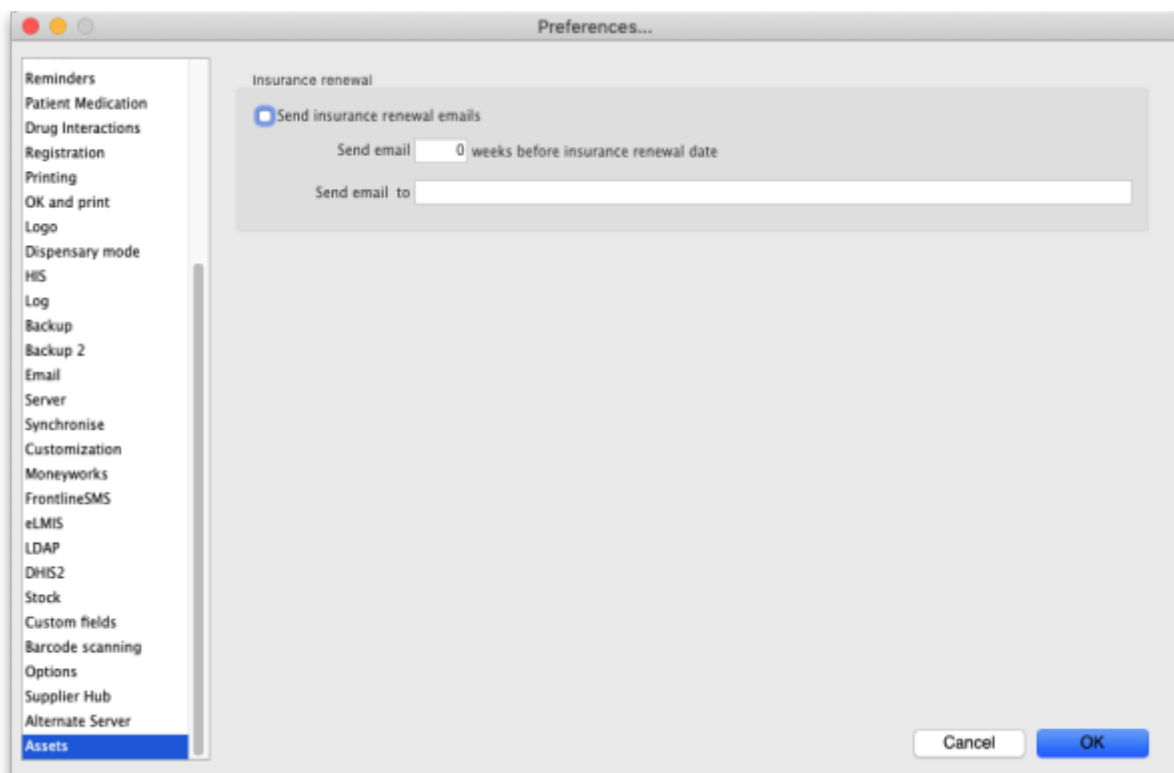 Preferences...
Reminders
Patient Medication
Drug Interactions
Registration
Printing
OK and print
Logo
Dispensary mode
HIS
Log
Backup
Backup 2
Email
Server
Synchronise
Customization
Moneyworks
FrontlineSMS
eLMIS
LDAP
DHIS2
Stock
Custom fields
Barcode scanning
Options
Supplier Hub
Alternate Server
Assets
Insurance renewal
Send insurance renewal emails
Send email 0 weeks before insurance renewal date
Send email to
Cancel OK